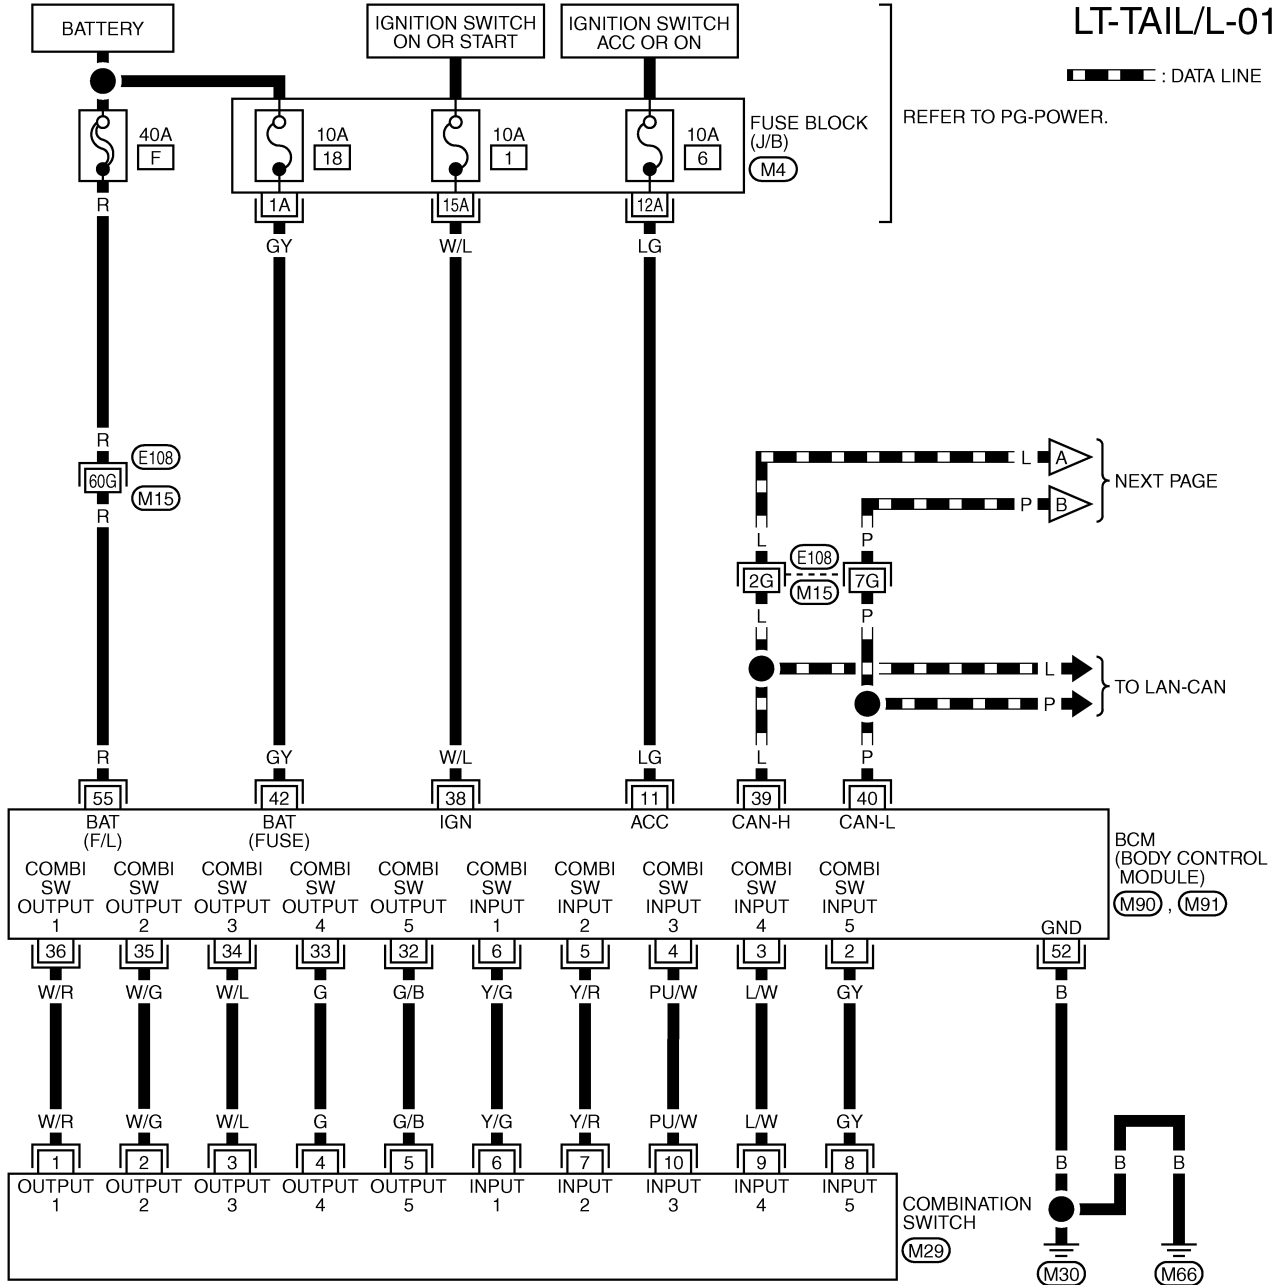 LT-TAIL/L-01
BATTERY
IGNITION SWITCH
ON OR START
IGNITION SWITCH
ACC OR ON
: DATA LINE
REFER TO PG-POWER.
40A
F
10A
18
10A
1
10A
6
FUSE BLOCK
(J/B)
M4
1A
15A
12A
R
GY
W/L
LG
R
E108
60G
M15
R
L
A
P
B
NEXT PAGE
L
P
2G
E108
M15
7G
L
P
L
P
TO LAN-CAN
R
GY
W/L
LG
L
P
55
42
38
11
39
40
BAT
(F/L)
BAT
(FUSE)
IGN
ACC
CAN-H
CAN-L
BCM
(BODY CONTROL
MODULE)
M90 , M91
COMBI
SW
OUTPUT
1
COMBI
SW
OUTPUT
2
COMBI
SW
OUTPUT
3
COMBI
SW
OUTPUT
4
COMBI
SW
OUTPUT
5
COMBI
SW
INPUT
1
COMBI
SW
INPUT
2
COMBI
SW
INPUT
3
COMBI
SW
INPUT
4
COMBI
SW
INPUT
5
GND
36
35
34
33
32
6
5
4
3
2
52
W/R
W/G
W/L
G
G/B
Y/G
Y/R
PU/W
L/W
GY
B
W/R
W/G
W/L
G
G/B
Y/G
Y/R
PU/W
L/W
GY
B
B
B
1
2
3
4
5
6
7
10
9
8
OUTPUT
1
OUTPUT
2
OUTPUT
3
OUTPUT
4
OUTPUT
5
INPUT
1
INPUT
2
INPUT
3
INPUT
4
INPUT
5
COMBINATION
SWITCH
M29
M30
M66